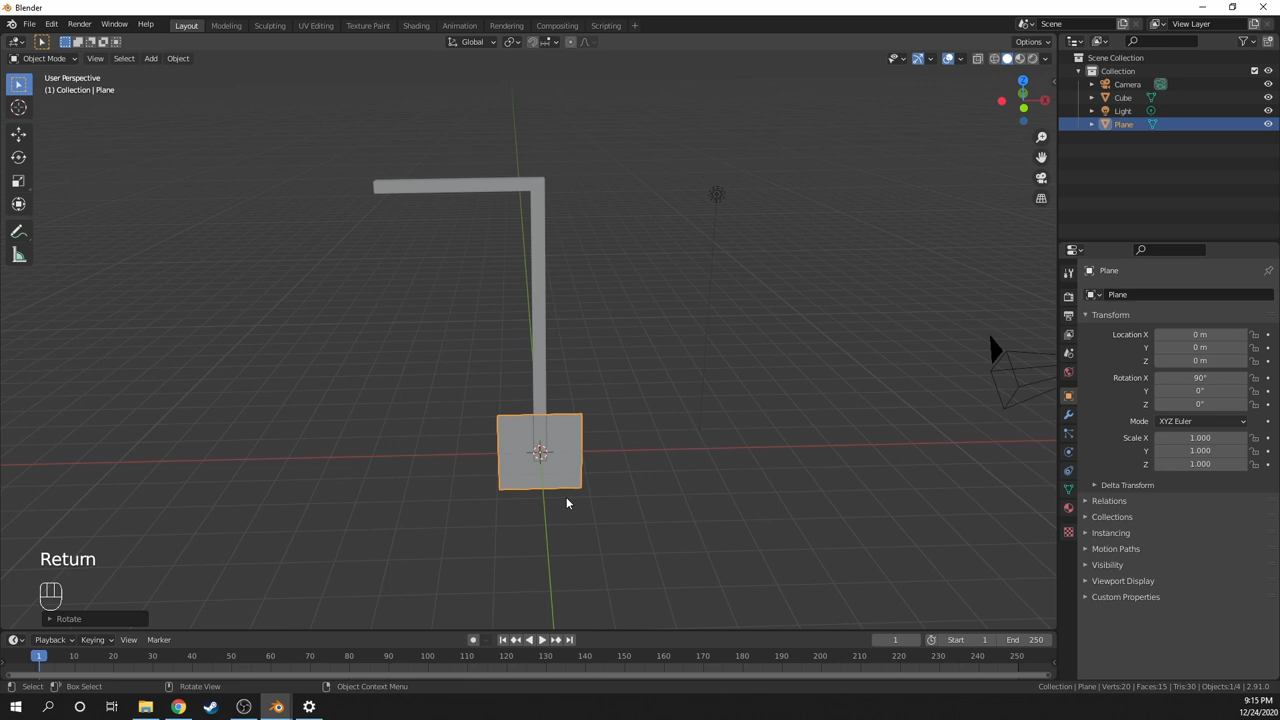 Blender
File Edit Render Window Help Layout Modeling Sculpting UV Editing Texture Paint Shading Animation Rendering Compositing Scripting + Scene View Layer
Global Options
Object Mode View Select Add Object
User Perspective
(1) Collection | Plane
Z
X
Scene Collection
Collection
Camera
Cube
Light
Plane
Plane
Plane
Transform
Location X 0 m
Y 0 m
Z 0 m
Rotation X 90°
Y 0°
Z 0°
Mode XYZ Euler
Scale X 1.000
Y 1.000
Z 1.000
Delta Transform
Relations
Collections
Instancing
Motion Paths
Visibility
Viewport Display
Custom Properties
Return
Rotate
Playback Keying View Marker 1 Start 1 End 250
1 10 20 30 40 50 60 70 80 90 100 110 120 130 140 150 160 170 180 190 200 210 220 230 240 250
Select Box Select Rotate View Object Context Menu Collection | Plane | Verts:20 | Faces:15 | Tris:30 | Objects:1/4 | 2.91.0
9:15 PM
12/24/2020